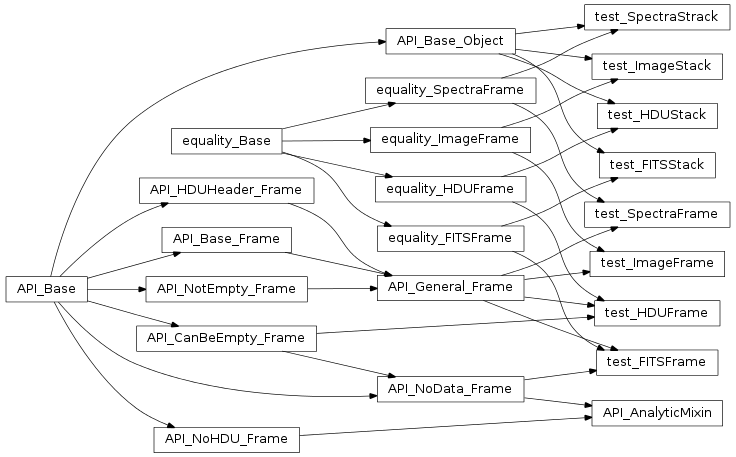 test_SpectraStrack
API_Base_Object
test_ImageStack
equality_SpectraFrame
test_HDUStack
equality_Base
equality_ImageFrame
test_FITSStack
API_HDUHeader_Frame
equality_HDUFrame
test_SpectraFrame
API_Base_Frame
equality_FITSFrame
test_ImageFrame
API_Base
API_NotEmpty_Frame
API_General_Frame
test_HDUFrame
API_CanBeEmpty_Frame
test_FITSFrame
API_NoData_Frame
API_AnalyticMixin
API_NoHDU_Frame